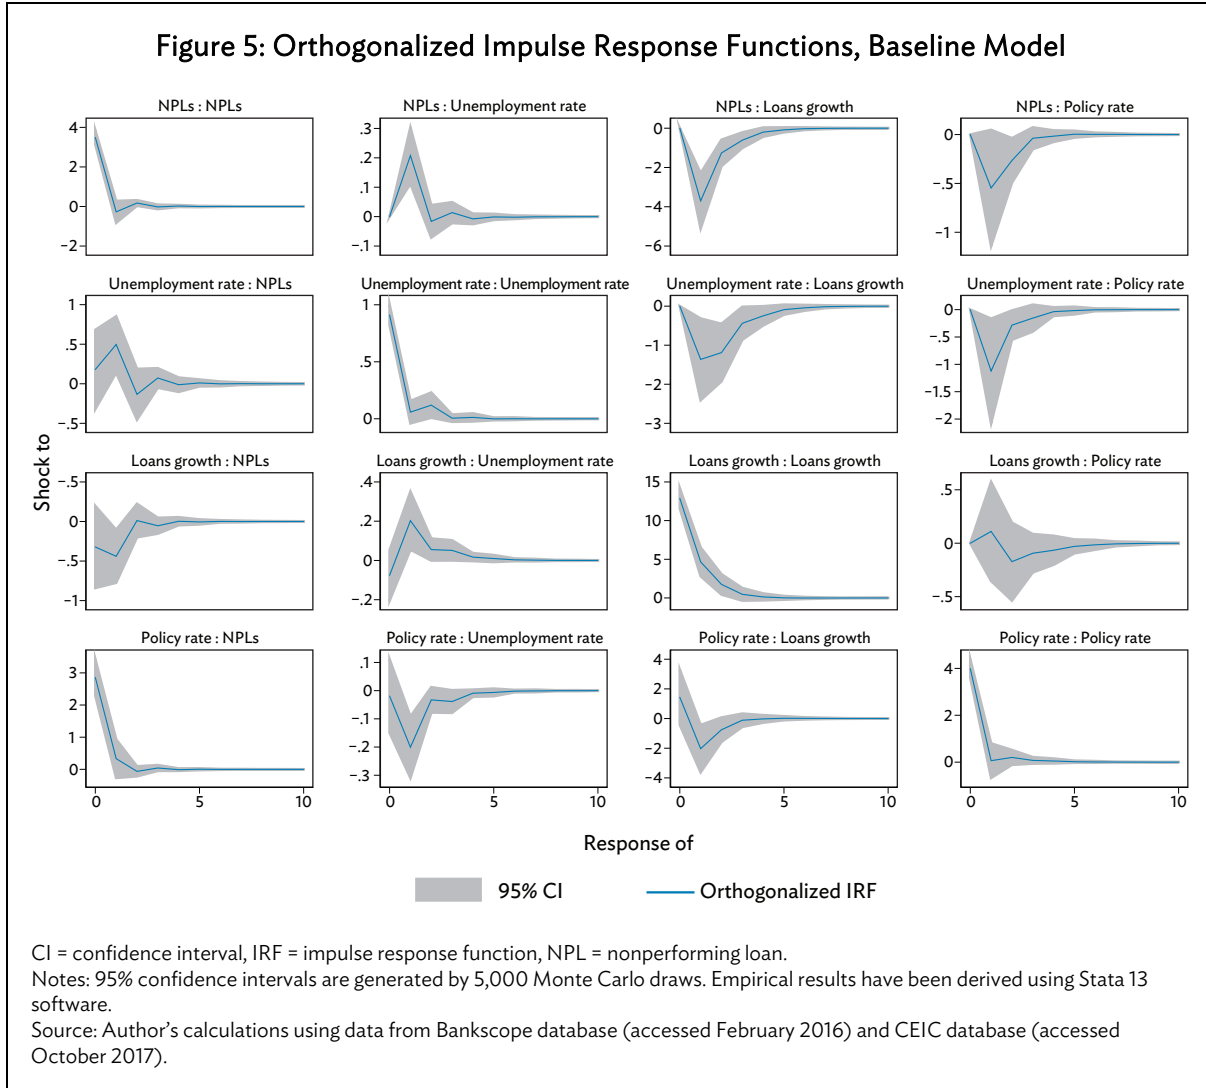 Figure 5: Orthogonalized Impulse Response Functions, Baseline Model
NPLs : NPLs
4
2
0
−2
NPLs : Unemployment rate
.3
.2
.1
0
−.1
NPLs : Loans growth
0
−2
−4
−6
NPLs : Policy rate
0
−.5
−1
Unemployment rate : NPLs
1
.5
0
−.5
Unemployment rate : Unemployment rate
1
.5
0
Unemployment rate : Loans growth
0
−1
−2
−3
Unemployment rate : Policy rate
0
−.5
−1
−1.5
−2
Shock to
Loans growth : NPLs
−.5
0
−.5
−1
Loans growth : Unemployment rate
.4
.2
0
−.2
Loans growth : Loans growth
15
10
5
0
Loans growth : Policy rate
.5
0
−.5
Policy rate : NPLs
3
2
1
0
0 5 10
Policy rate : Unemployment rate
.1
0
−.1
−.2
−.3
0 5 10
Policy rate : Loans growth
4
2
0
−2
−4
0 5 10
Policy rate : Policy rate
4
2
0
0 5 10
Response of
95% CI
Orthogonalized IRF
CI = confidence interval, IRF = impulse response function, NPL = nonperforming loan.
Notes: 95% confidence intervals are generated by 5,000 Monte Carlo draws. Empirical results have been derived using Stata 13
software.
Source: Author's calculations using data from Bankscope database (accessed February 2016) and CEIC database (accessed
October 2017).